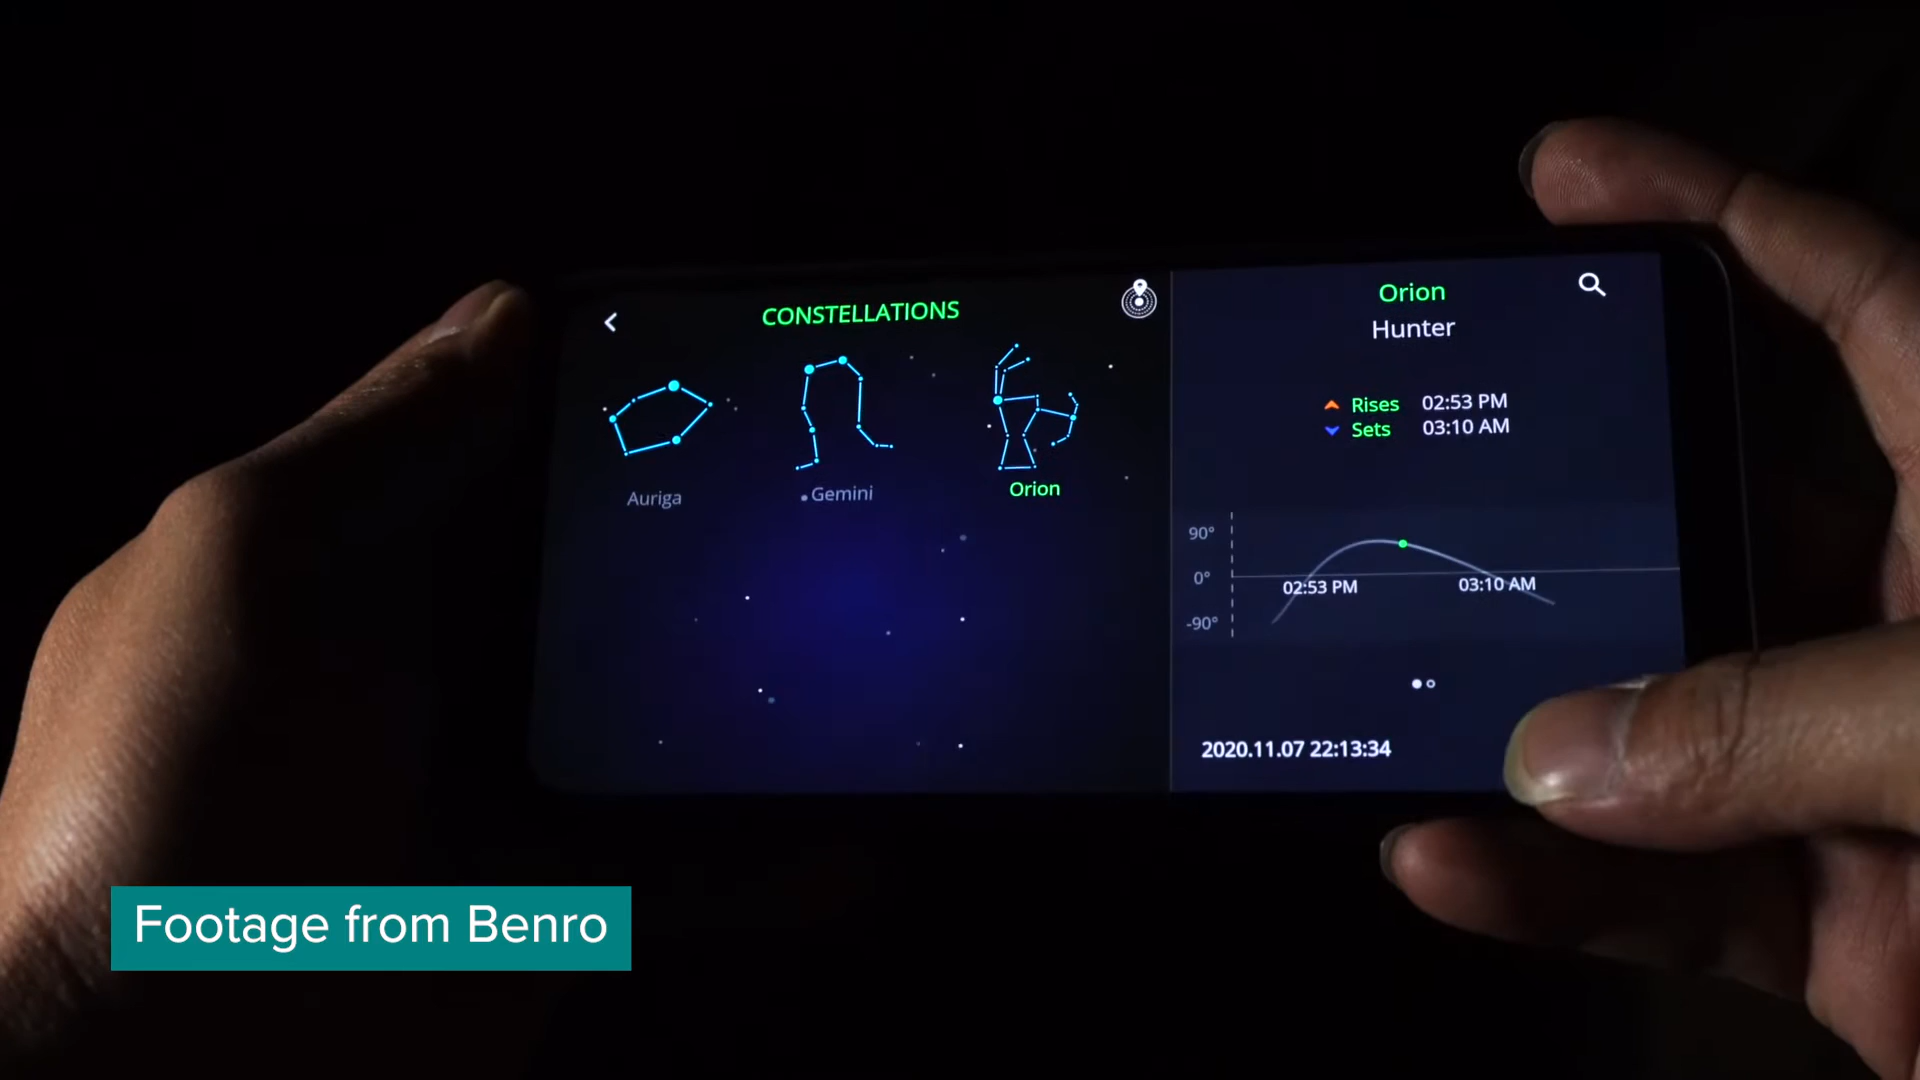 CONSTELLATIONS
Auriga
Gemini
Orion
Orion
Hunter
Rises 02:53 PM
Sets 03:10 AM
90°
0°
-90°
02:53 PM
03:10 AM
2020.11.07 22:13:34
Footage from Benro